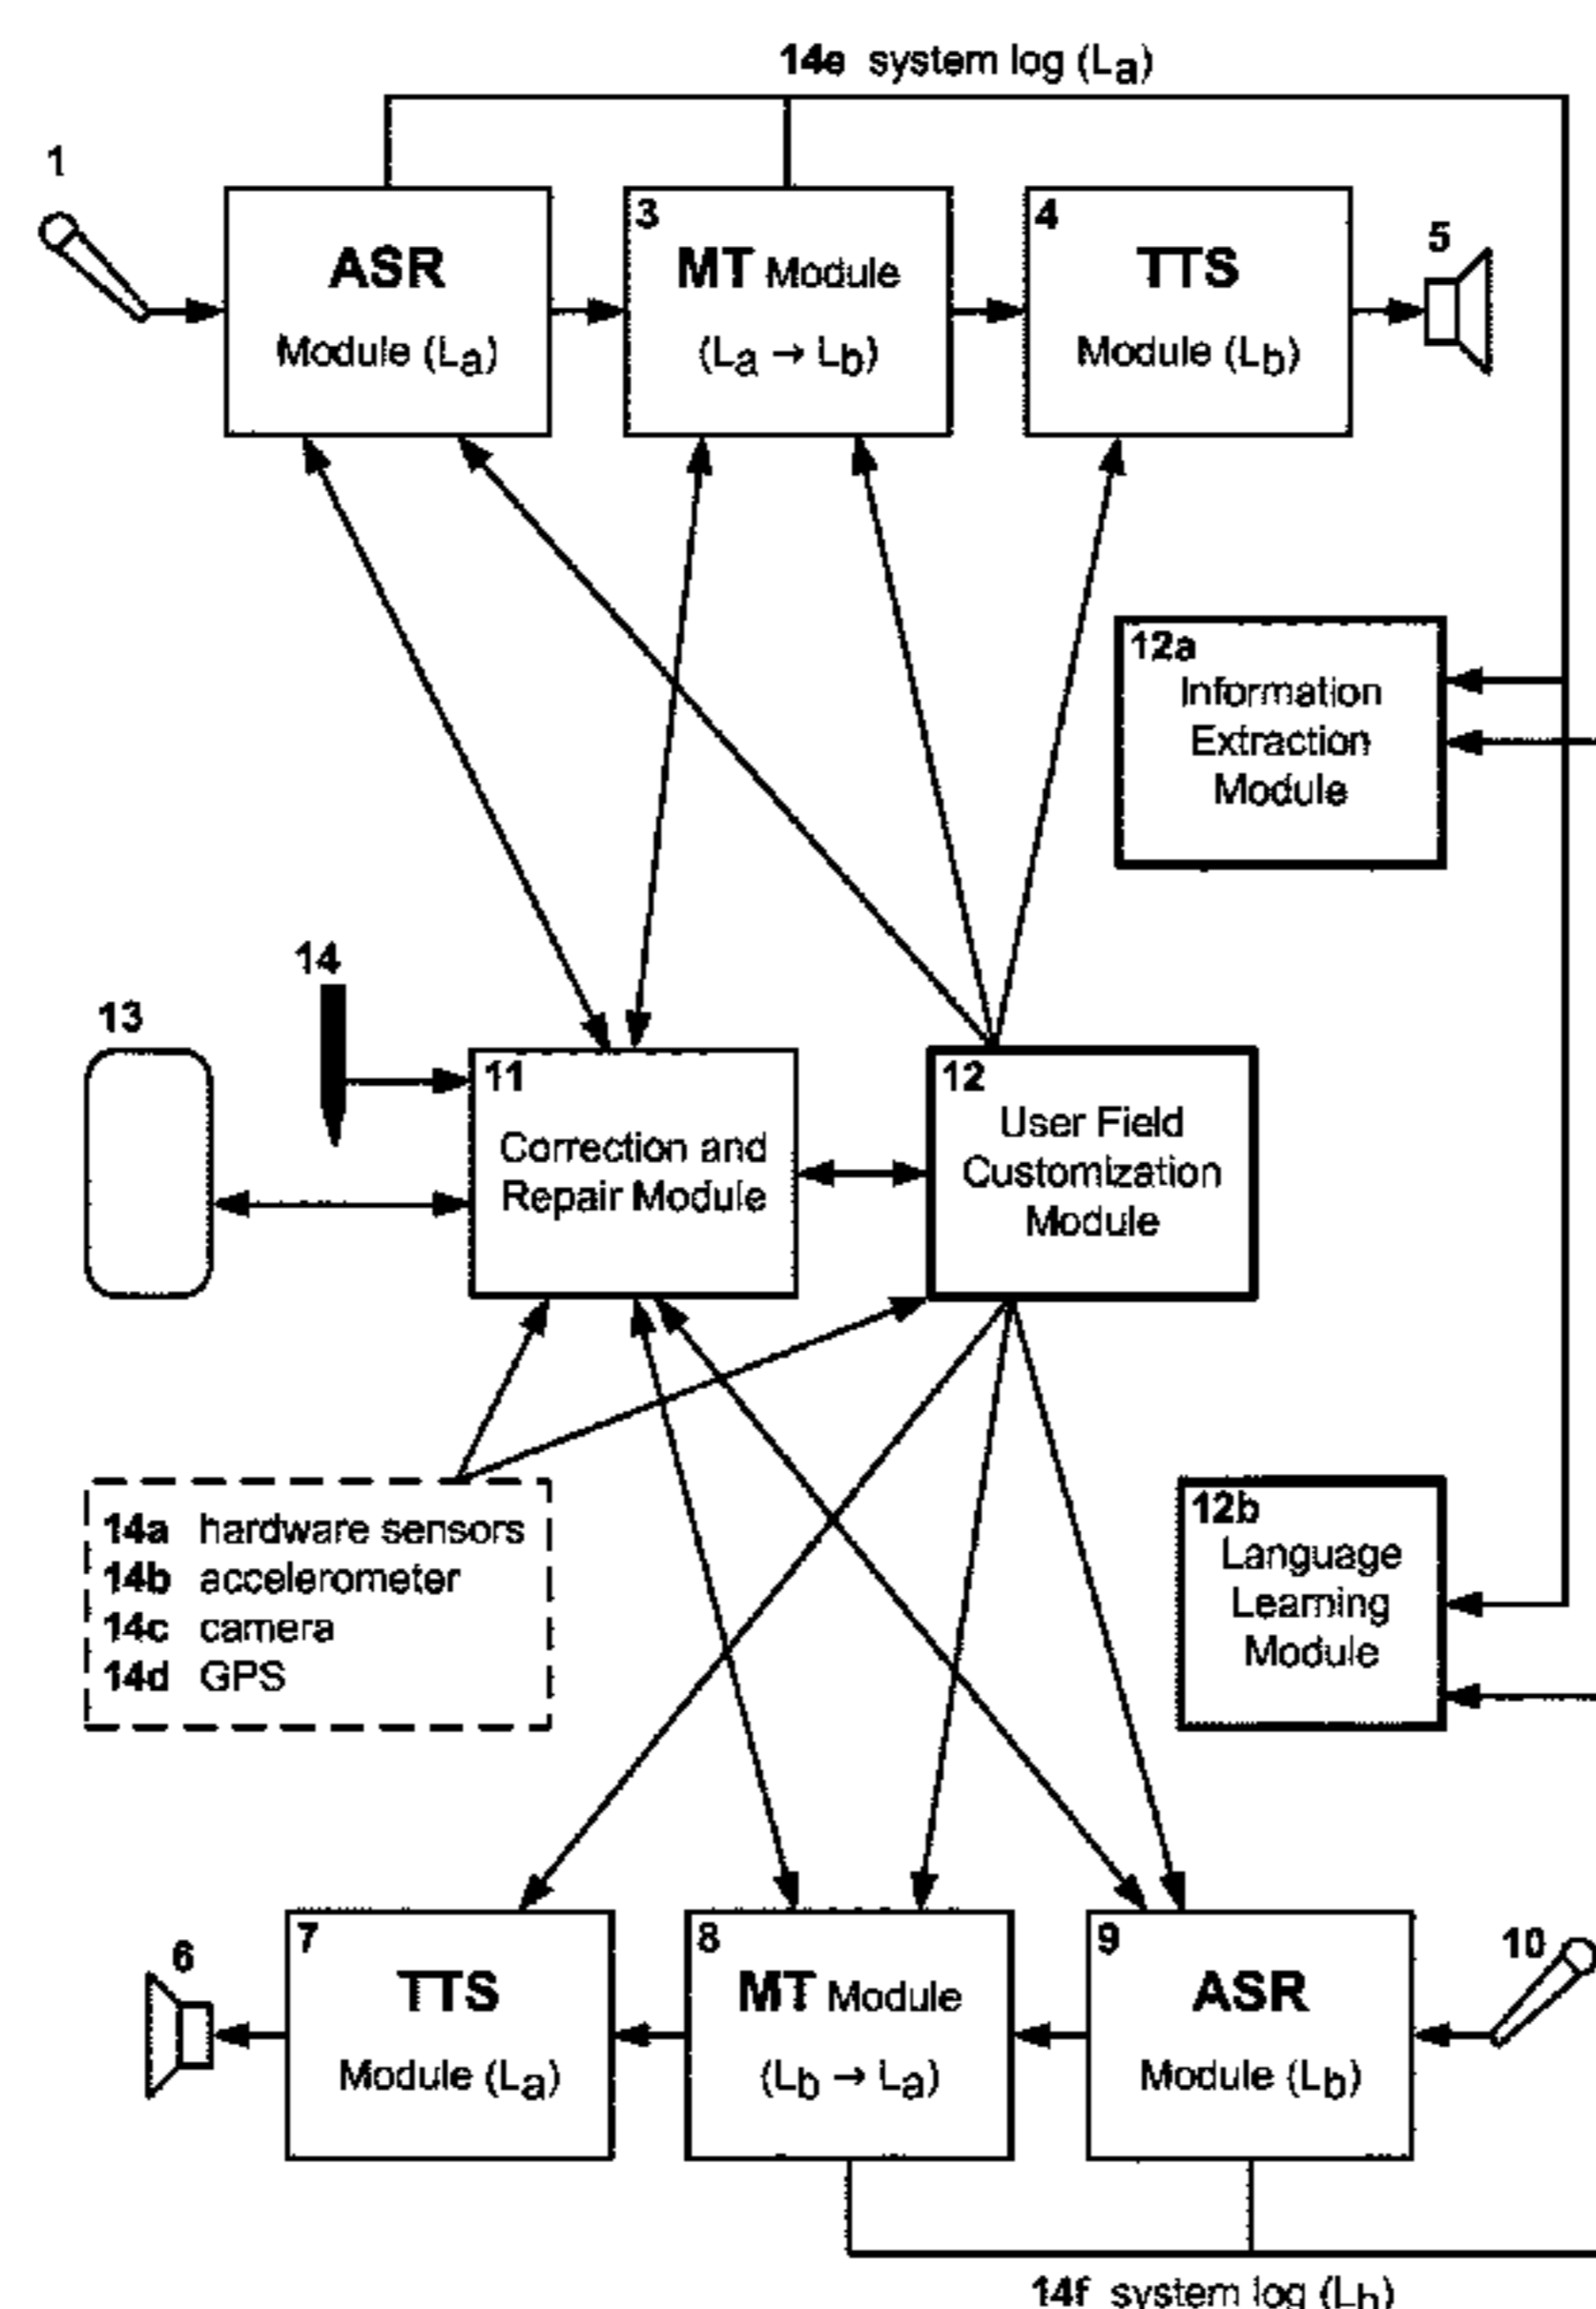 14e system log (La)
1
ASR
Module (La)
3
MT Module
(La → Lb)
4
TTS
Module (Lb)
5
12a
Information
Extraction
Module
14
13
11
Correction and
Repair Module
12
User Field
Customization
Module
14a hardware sensors
14b accelerometer
14c camera
14d GPS
12b
Language
Learning
Module
6
7
TTS
Module (La)
8
MT Module
(Lb → La)
9
ASR
Module (Lb)
10
14f system log (Lb)